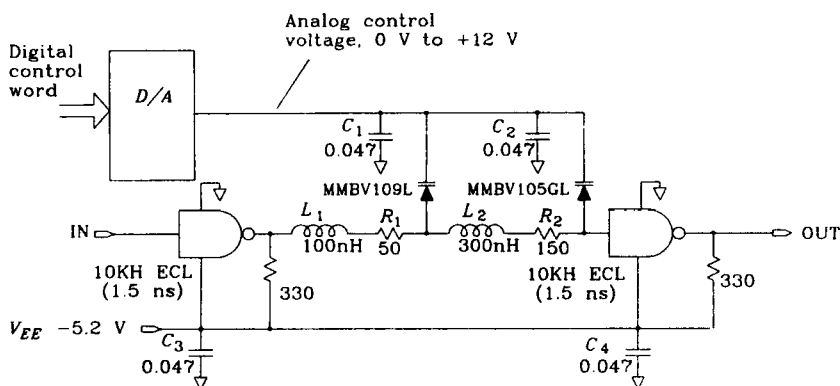 Analog control
voltage, 0 V to +12 V
Digital
control
word
D/A
C1
0.047
C2
0.047
MMBV109L
MMBV105GL
L1
R1
L2
R2
IN
100nH
50
300nH
150
OUT
10KH ECL
(1.5 ns)
330
10KH ECL
(1.5 ns)
330
VEE -5.2 V
C3
0.047
C4
0.047